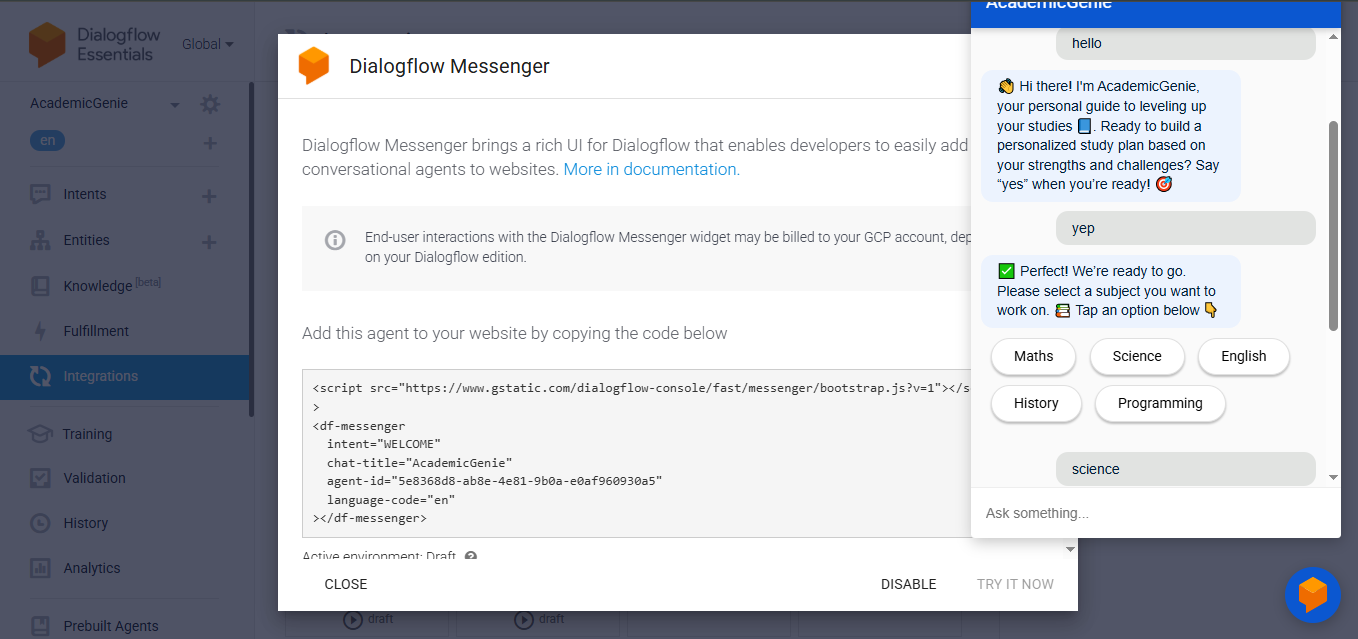 Dialogflow
Essentials
Global
AcademicGenie
en
Intents
Entities
Knowledge [beta]
Fulfillment
Integrations
Training
Validation
History
Analytics
Prebuilt Agents
Dialogflow Messenger
Dialogflow Messenger brings a rich UI for Dialogflow that enables developers to easily add
conversational agents to websites. More in documentation.
End-user interactions with the Dialogflow Messenger widget may be billed to your GCP account, dep
on your Dialogflow edition.
Add this agent to your website by copying the code below
<script src="https://www.gstatic.com/dialogflow-console/fast/messenger/bootstrap.js?v=1"></s
>
<df-messenger
  intent="WELCOME"
  chat-title="AcademicGenie"
  agent-id="5e8368d8-ab8e-4e81-9b0a-e0af960930a5"
  language-code="en"
></df-messenger>
Active environment: Draft
CLOSE
DISABLE
TRY IT NOW
draft
draft
AcademicGenie
hello
👋 Hi there! I'm AcademicGenie,
your personal guide to leveling up
your studies 📘. Ready to build a
personalized study plan based on
your strengths and challenges? Say
“yes” when you’re ready! 🎯
yep
✅ Perfect! We’re ready to go.
Please select a subject you want to
work on. 📚 Tap an option below 👇
Maths
Science
English
History
Programming
science
Ask something...